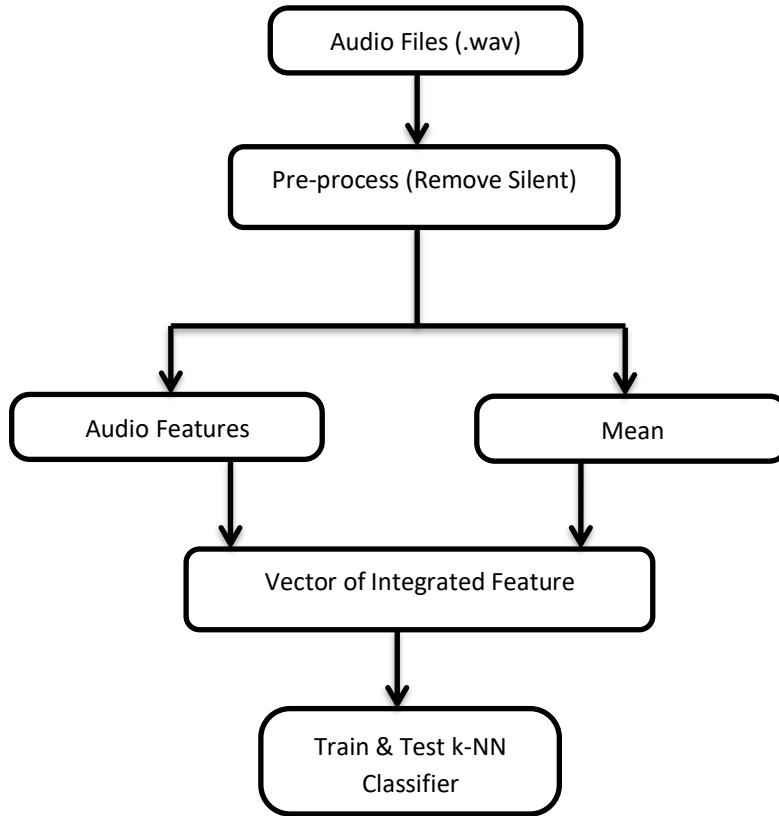 Audio Files (.wav)
Pre-process (Remove Silent)
Audio Features
Mean
Vector of Integrated Feature
Train & Test k-NN
Classifier